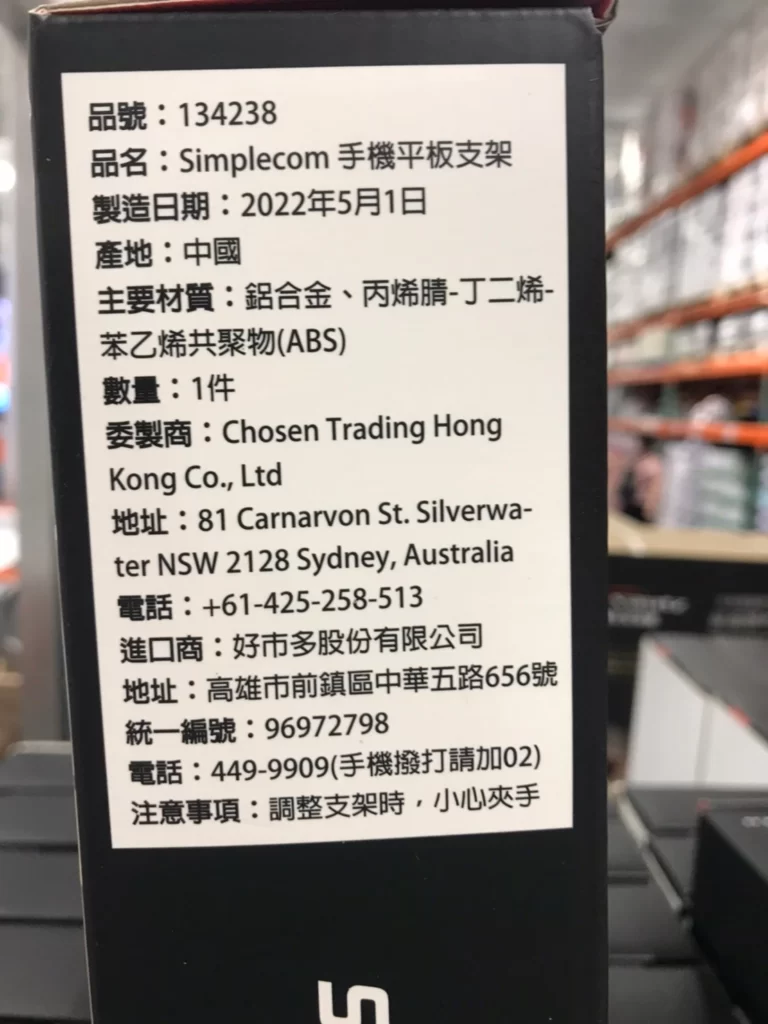 品號：134238
品名：Simplecom 手機平板支架
製造日期：2022年5月1日
產地：中國
主要材質：鋁合金、丙烯腈-丁二烯-
苯乙烯共聚物(ABS)
數量：1件
委製商：Chosen Trading Hong
Kong Co., Ltd
地址：81 Carnarvon St. Silverwa-
ter NSW 2128 Sydney, Australia
電話：+61-425-258-513
進口商：好市多股份有限公司
地址：高雄市前鎮區中華五路656號
統一編號：96972798
電話：449-9909(手機撥打請加02)
注意事項：調整支架時，小心夾手
S